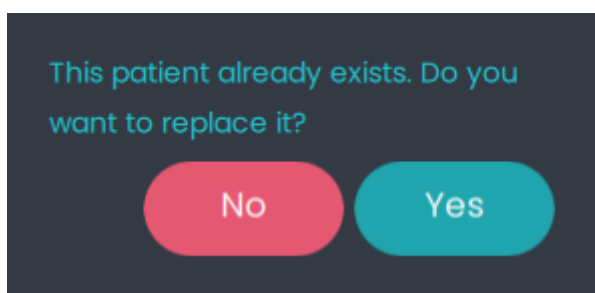 This patient already exists. Do you
want to replace it?
No Yes